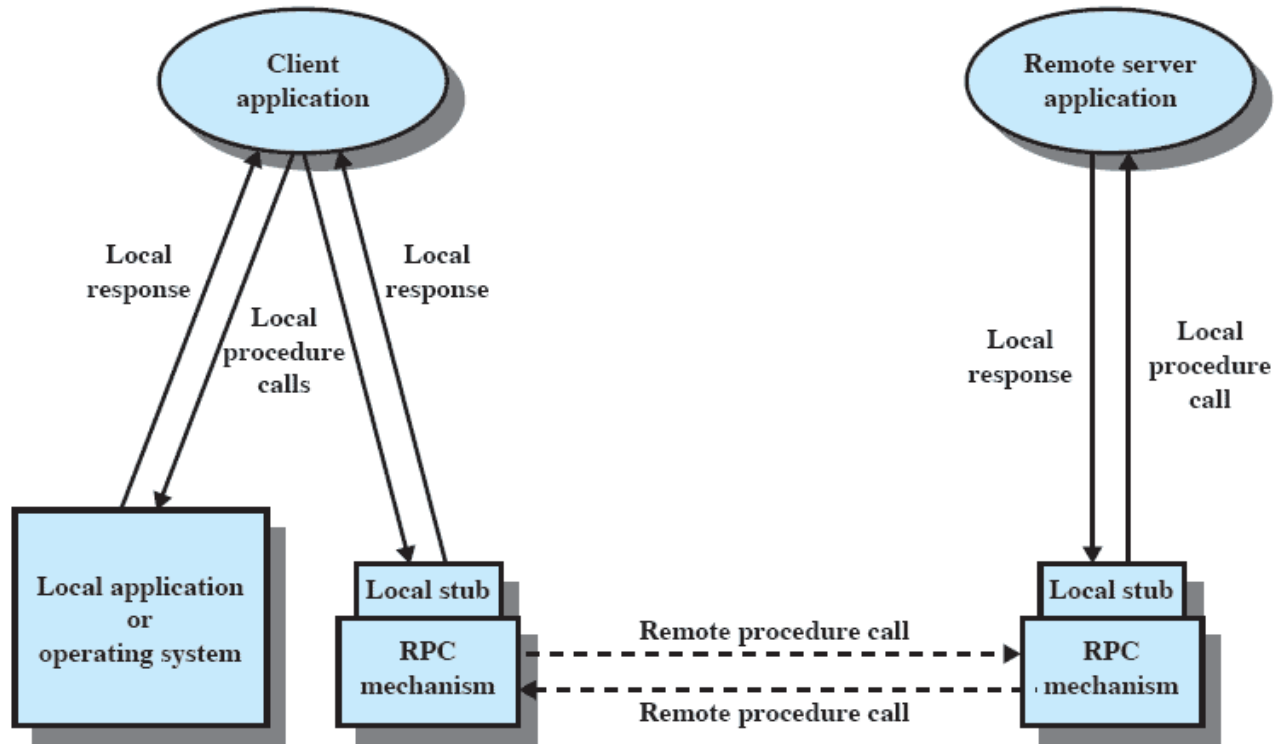 Client
application
Remote server
application
Local
response
Local
response
Local
procedure
calls
Local
response
Local
procedure
call
Local application
or
operating system
Local stub
RPC
mechanism
Remote procedure call
Remote procedure call
Local stub
RPC
mechanism